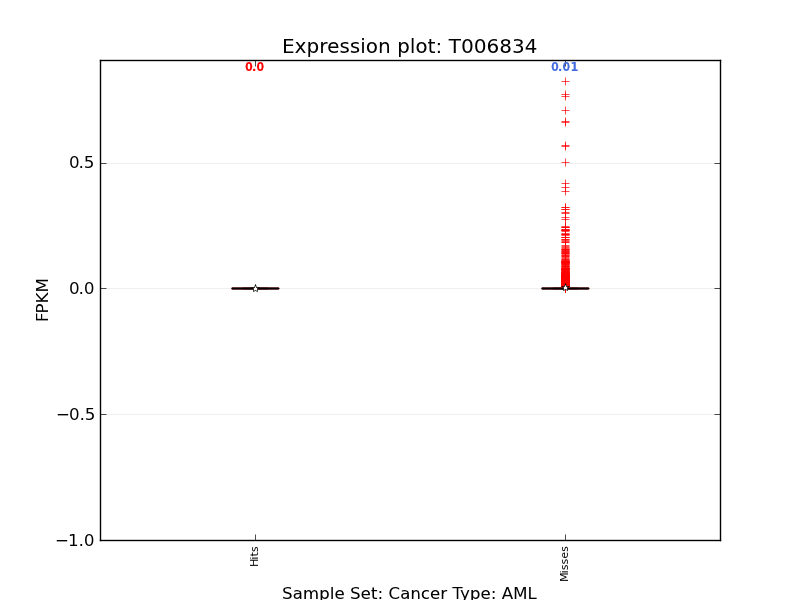 Expression plot: T006834
0.0
0.01
0.5
0.0
−0.5
−1.0
FPKM
Hits
Misses
Sample Set: Cancer Type: AML